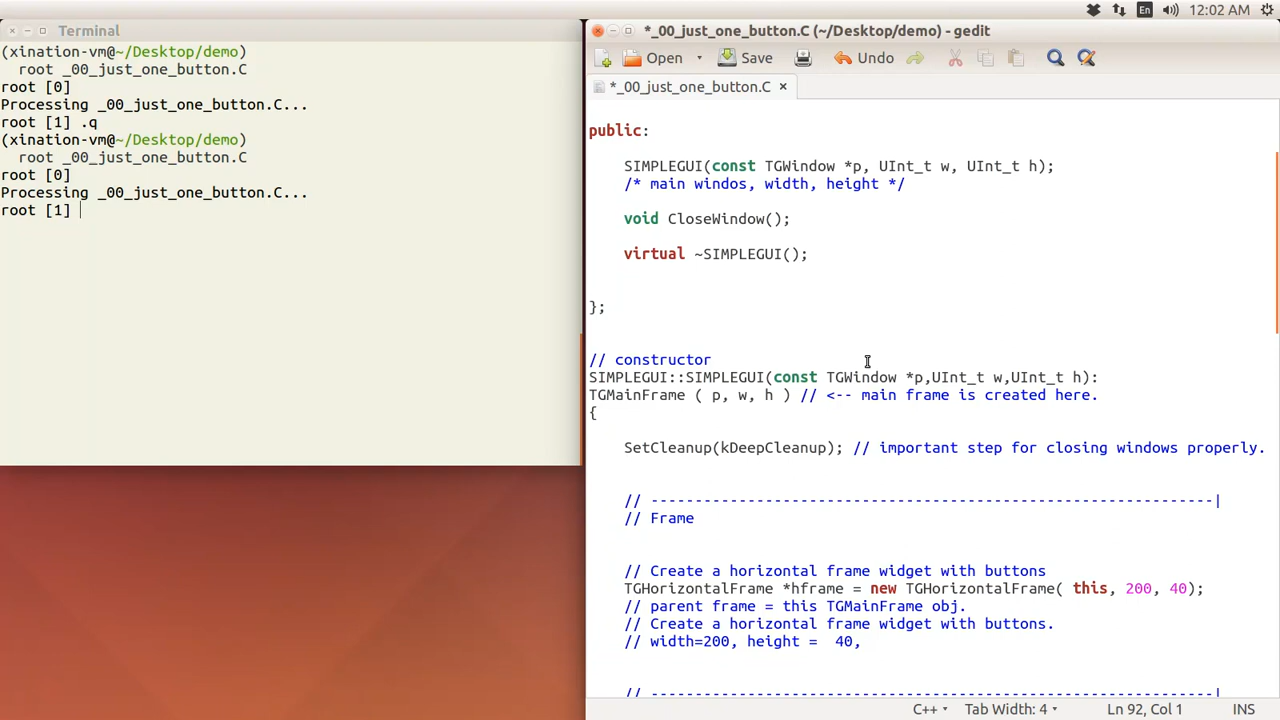 En 12:02 AM
Terminal
(xination-vm@~/Desktop/demo)
root _00_just_one_button.C
root [0]
Processing _00_just_one_button.C...
root [1] .q
(xination-vm@~/Desktop/demo)
root _00_just_one_button.C
root [0]
Processing _00_just_one_button.C...
root [1]
*_00_just_one_button.C (~/Desktop/demo) - gedit
Open Save Undo
*_00_just_one_button.C ×
public:
SIMPLEGUI(const TGWindow *p, UInt_t w, UInt_t h);
/* main windos, width, height */
void CloseWindow();
virtual ~SIMPLEGUI();
};
// constructor
SIMPLEGUI::SIMPLEGUI(const TGWindow *p,UInt_t w,UInt_t h):
TGMainFrame ( p, w, h ) // <-- main frame is created here.
{
SetCleanup(kDeepCleanup); // important step for closing windows properly.
// ----------------------------------------------------------------|
// Frame
// Create a horizontal frame widget with buttons
TGHorizontalFrame *hframe = new TGHorizontalFrame( this, 200, 40);
// parent frame = this TGMainFrame obj.
// Create a horizontal frame widget with buttons.
// width=200, height =  40,
// ----------------------------------------------------------------|
C++ Tab Width: 4 Ln 92, Col 1 INS